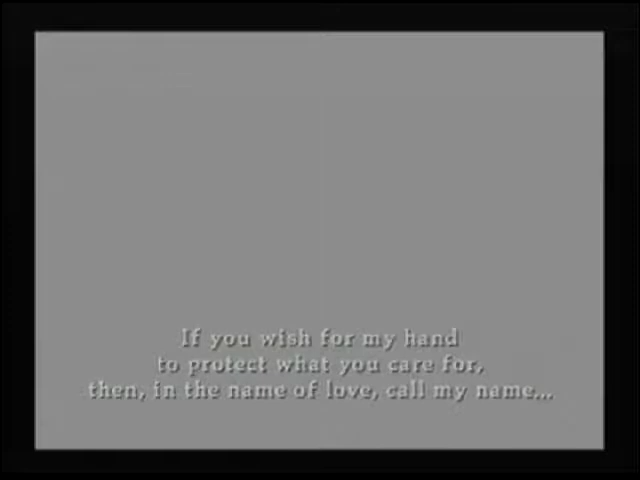 If you wish for my hand
to protect what you care for,
then, in the name of love, call my name...